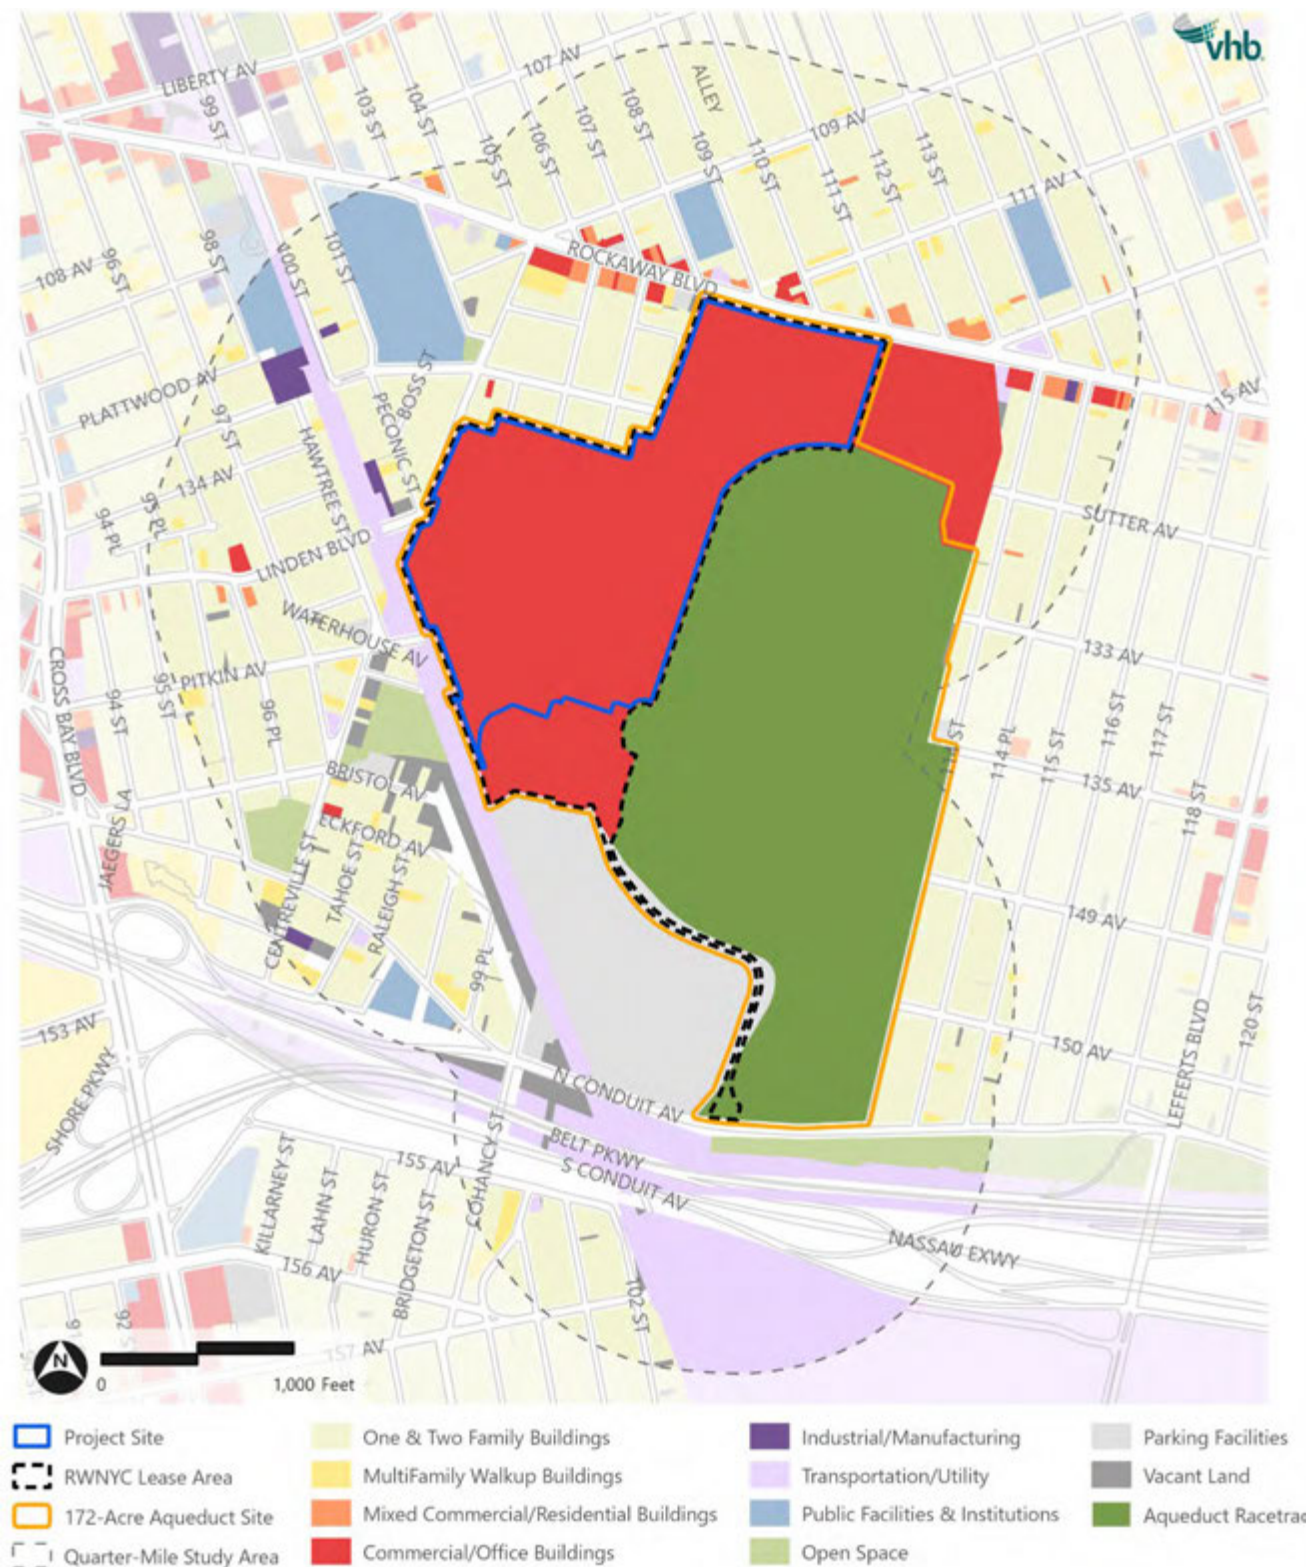 vhb
107 AV
LIBERTY AV
ALLEY
99 ST
103 ST
104 ST
105 ST
106 ST
107 ST
108 ST
109 ST
109 AV
110 ST
111 ST
112 ST
113 ST
111 AV
108 AV
96 ST
98 ST
100 ST
101 ST
ROCKAWAY BLVD
PLATTWOOD AV
97 ST
BOSS ST
PECONIC ST
115 AV
HAWTREE ST
134 AV
95 PL
94 PL
LINDEN BLVD
SUTTER AV
WATERHOUSE AV
133 AV
CROSS BAY BLVD
94 ST
95 ST
PITKIN AV
96 PL
114 PL
115 ST
116 ST
117 ST
118 ST
BRISTOL AV
135 AV
JAEGERS LA
ECKFORD AV
CENTREVILLE ST
TAHOE ST
RALEIGH ST
149 AV
99 PL
153 AV
SHORE PKWY
150 AV
LEFFERTS BLVD
120 ST
N CONDUIT AV
BELT PKWY
S CONDUIT AV
COHANCY ST
155 AV
KILLARNEY ST
LAHN ST
HURON ST
BRIDGETON ST
NASSAU EXWY
156 AV
102 ST
157 AV
N
0 1,000 Feet
Project Site
RWNYC Lease Area
172-Acre Aqueduct Site
Quarter-Mile Study Area
One & Two Family Buildings
MultiFamily Walkup Buildings
Mixed Commercial/Residential Buildings
Commercial/Office Buildings
Industrial/Manufacturing
Transportation/Utility
Public Facilities & Institutions
Open Space
Parking Facilities
Vacant Land
Aqueduct Racetrac